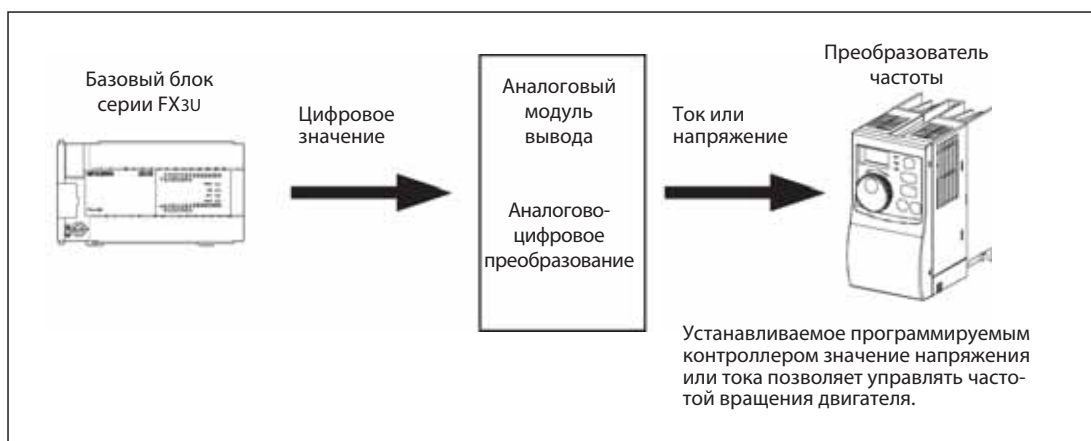 Базовый блок
серии FX3U
Цифровое
значение
Аналоговый
модуль
вывода
Аналогово-
цифровое
преобразование
Ток или
напряжение
Преобразователь
частоты
Устанавливаемое программируемым
контроллером значение напряжения
или тока позволяет управлять часто-
той вращения двигателя.